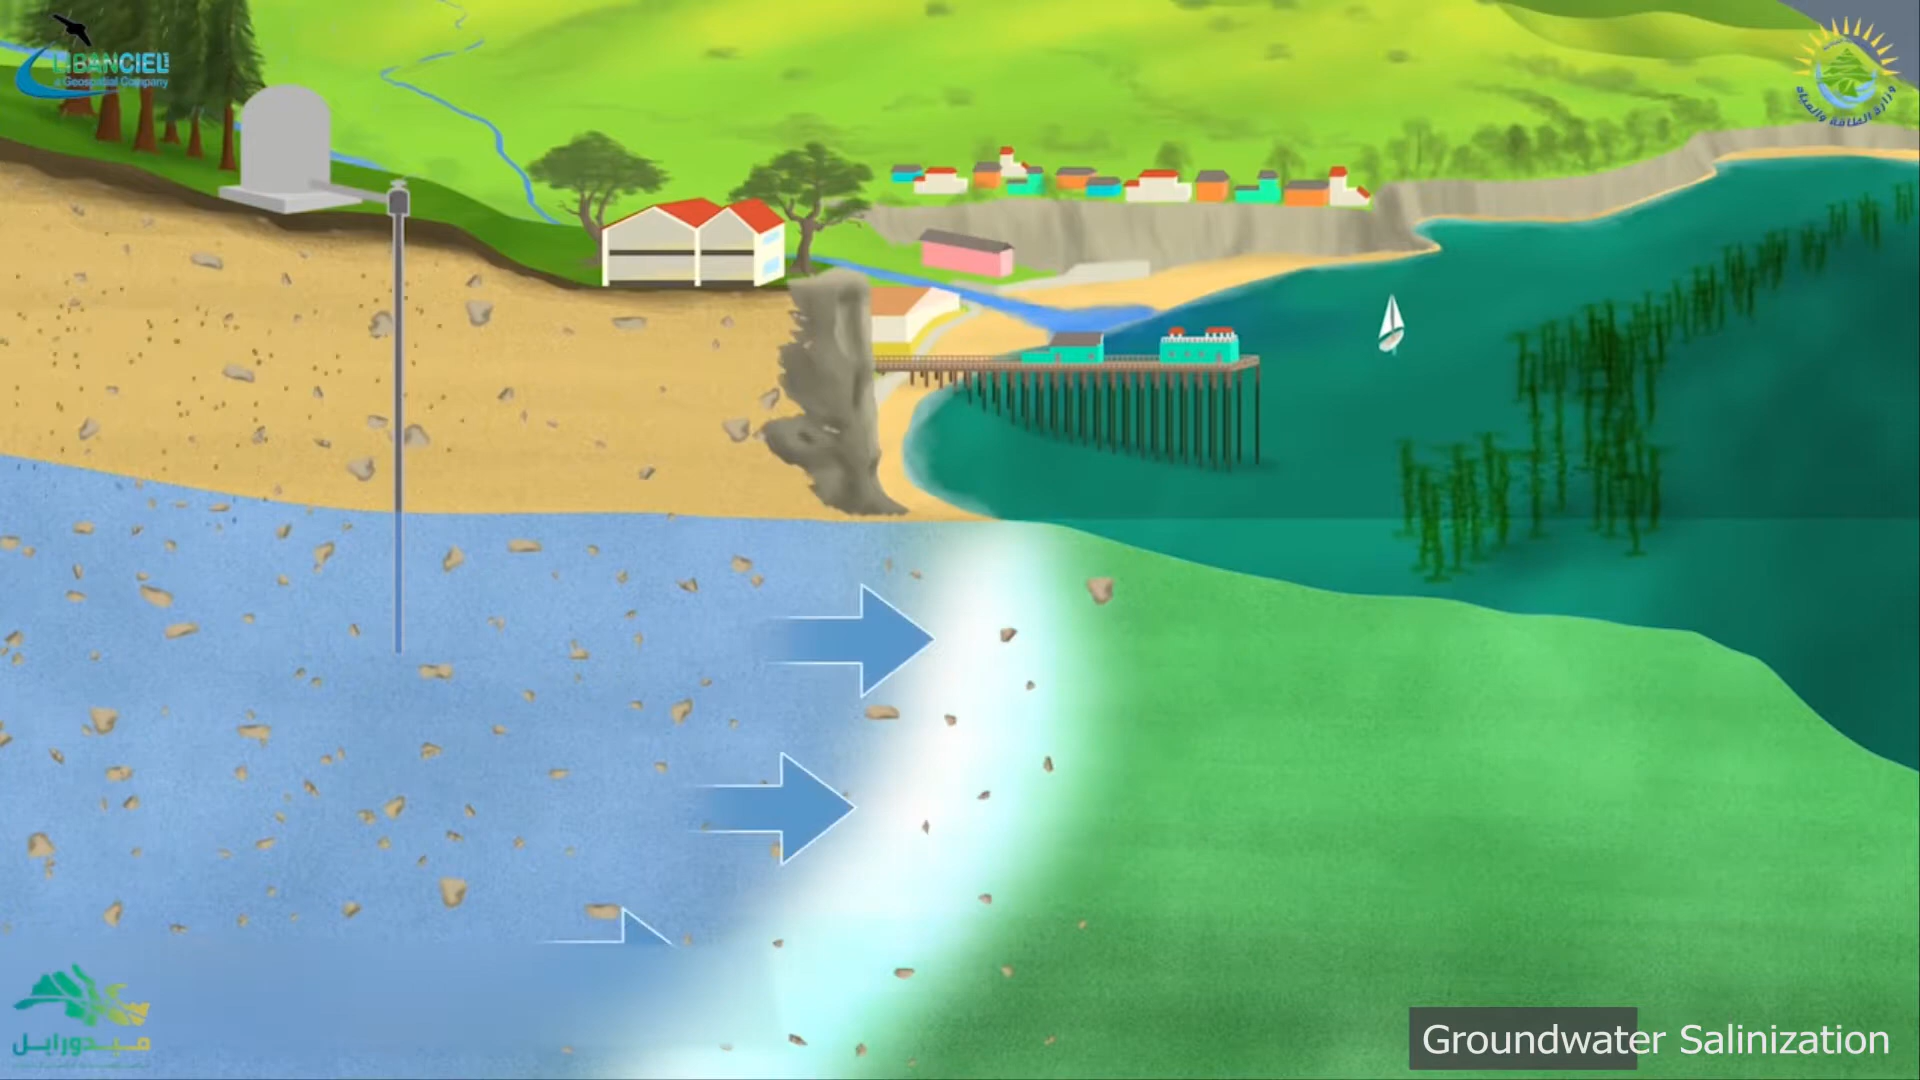 LIBANCIEL
a Geospatial Company
وزارة الطاقة والمياه
ميدورايل
Groundwater Salinization